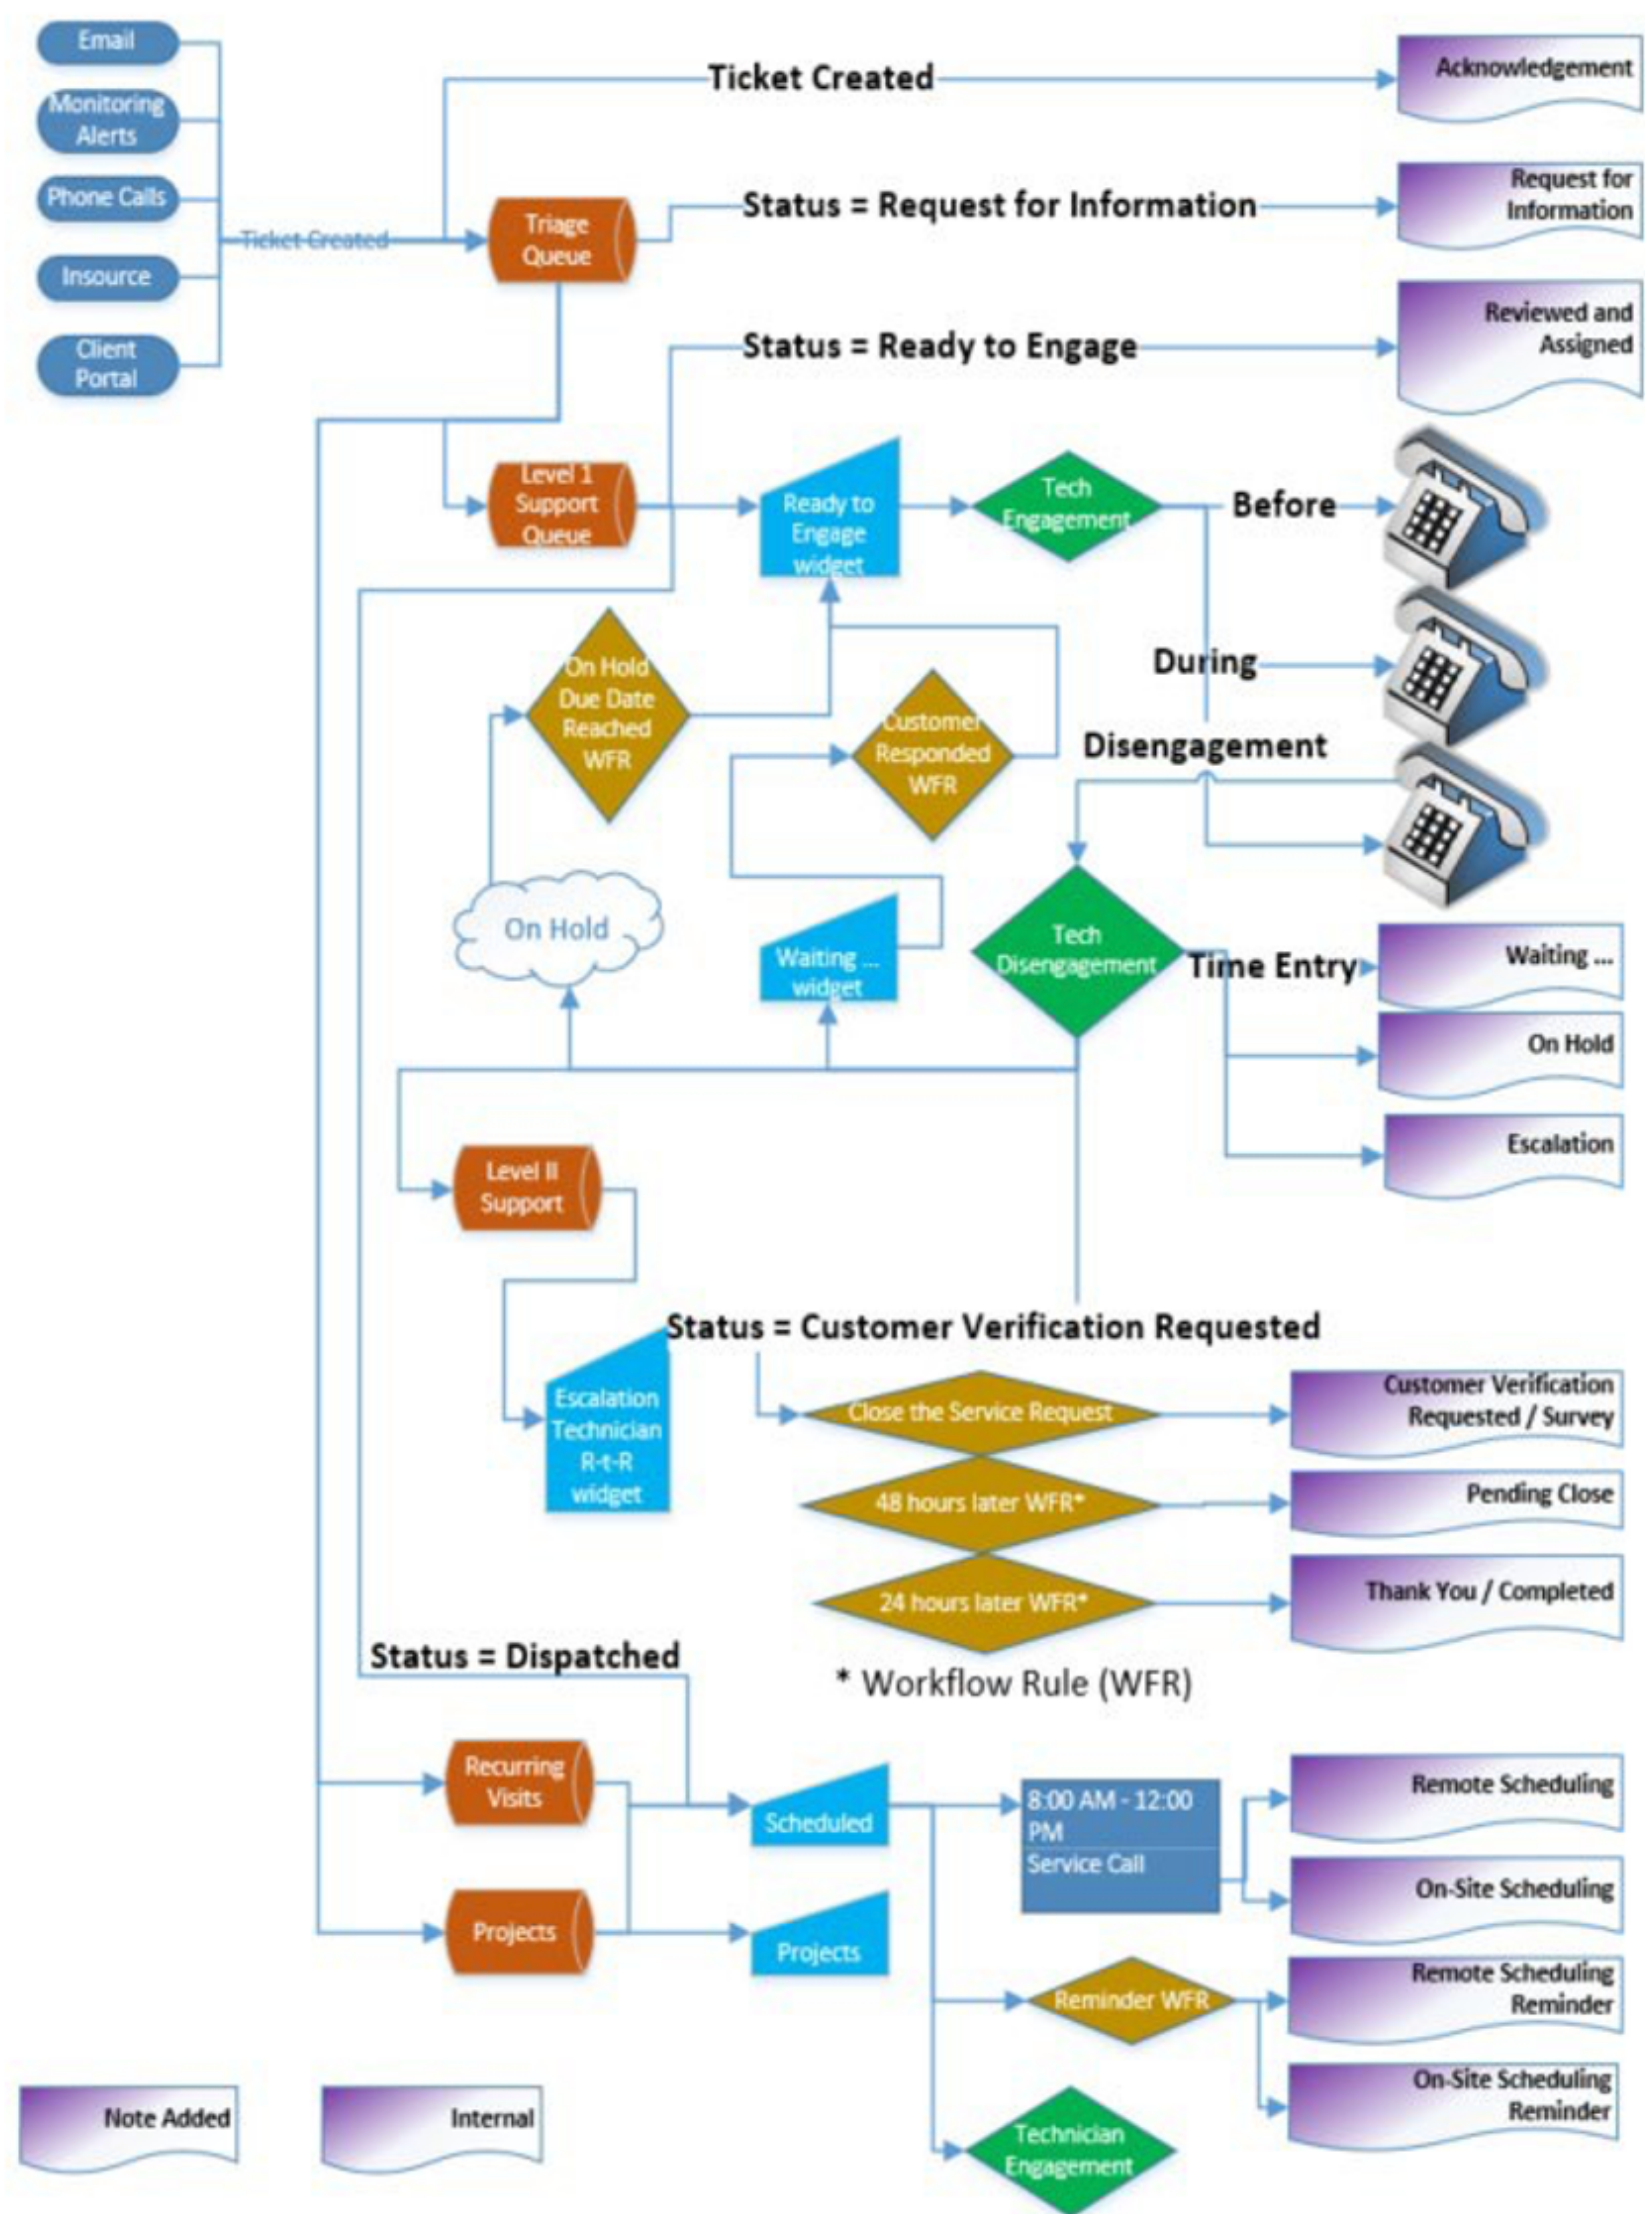 Email
Monitoring
Alerts
Phone Calls
Insource
Client
Portal
Ticket Created
Ticket Created
Acknowledgement
Triage
Queue
Status = Request for Information
Request for
Information
Status = Ready to Engage
Reviewed and
Assigned
Level 1
Support
Queue
Ready to
Engage
widget
Tech
Engagement
Before
During
Disengagement
On Hold
Due Date
Reached
WFR
Customer
Responded
WFR
On Hold
Waiting ...
widget
Tech
Disengagement
Time Entry
Waiting ...
On Hold
Escalation
Level II
Support
Escalation
Technician
R-t-R
widget
Status = Customer Verification Requested
Close the Service Request
Customer Verification
Requested / Survey
48 hours later WFR*
Pending Close
24 hours later WFR*
Thank You / Completed
* Workflow Rule (WFR)
Status = Dispatched
Recurring
Visits
Scheduled
8:00 AM - 12:00
PM
Service Call
Remote Scheduling
On-Site Scheduling
Projects
Projects
Reminder WFR
Remote Scheduling
Reminder
On-Site Scheduling
Reminder
Technician
Engagement
Note Added
Internal